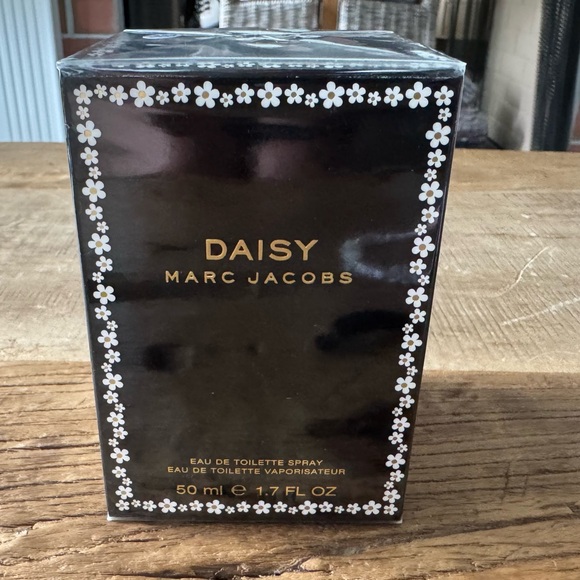 DAISY
MARC JACOBS
EAU DE TOILETTE SPRAY
EAU DE TOILETTE VAPORISATEUR
50 ml ℮ 1.7 FL OZ